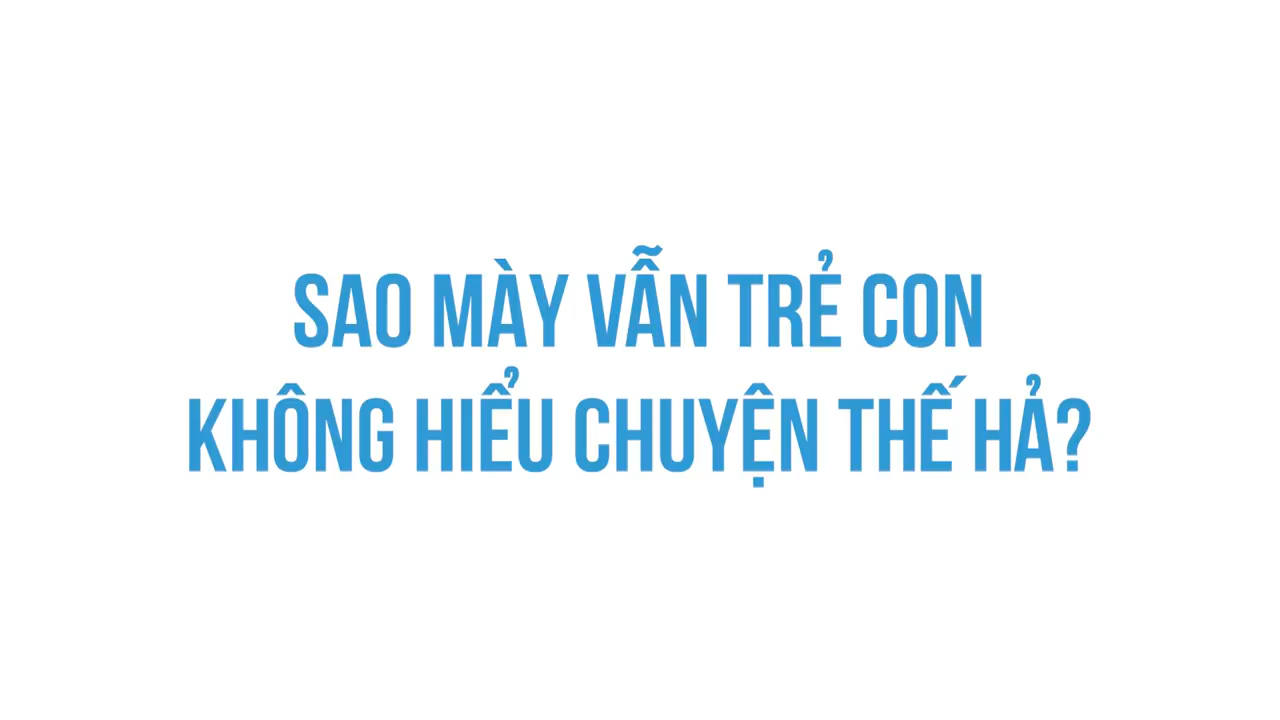 SAO MÀY VẪN TRẺ CON
KHÔNG HIỂU CHUYỆN THẾ HẢ?